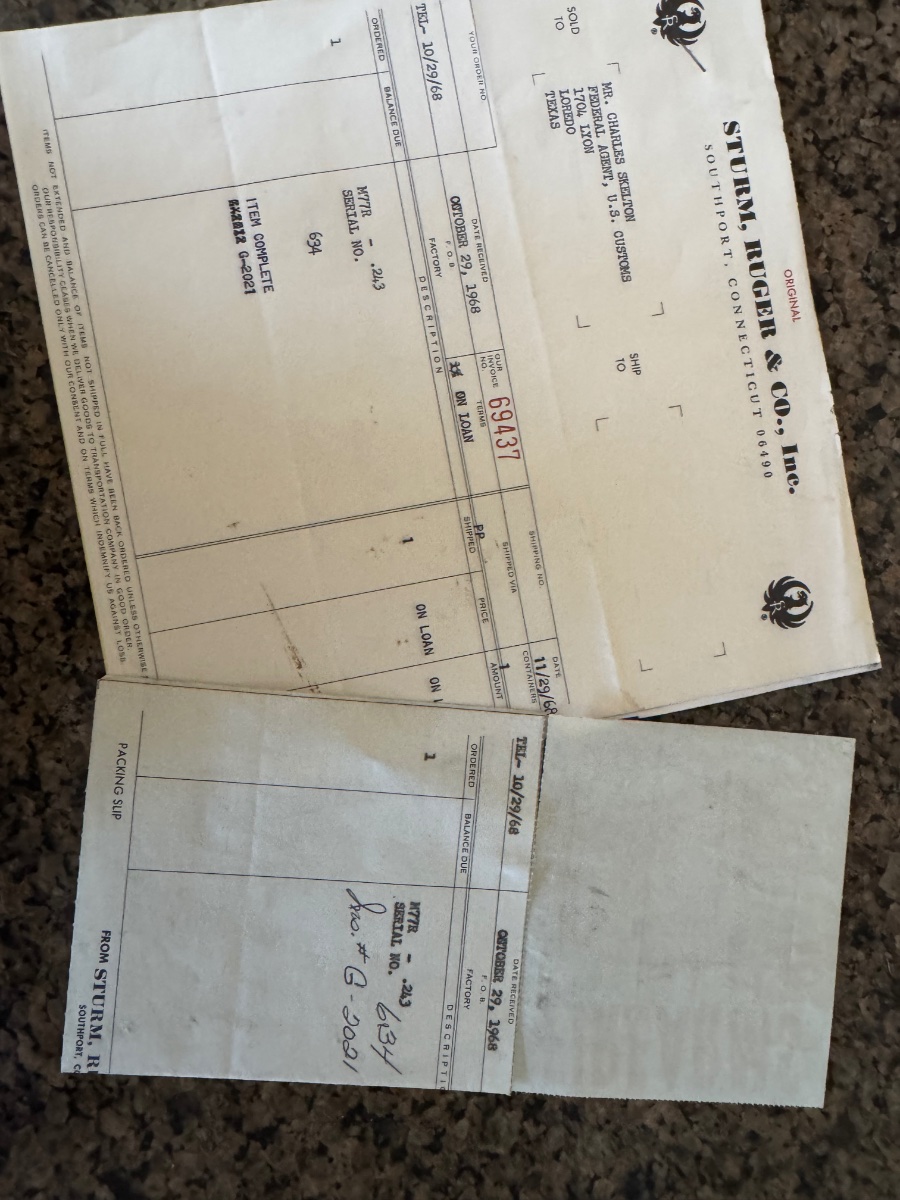 ORIGINAL
STURM, RUGER & CO., Inc.
SOUTHPORT, CONNECTICUT 06490
SOLD TO
MR. CHARLES SKELTON
FEDERAL AGENT, U.S. CUSTOMS
1704 LYON
LOREDO
TEXAS
SHIP TO
YOUR ORDER NO.
DATE RECEIVED
OUR INVOICE NO.
69437
SHIPPING NO.
DATE
TEL- 10/29/68
OCTOBER 29, 1968
11/29/68
F. O. B.
FACTORY
TERMS
ON LOAN
SHIPPED VIA
PP
CONTAINERS
1
ORDERED
BALANCE DUE
DESCRIPTION
SHIPPED
PRICE
AMOUNT
1
M77R - .243
1
ON LOAN
ON L
SERIAL NO.
634
ITEM COMPLETE
G-2021
ITEMS NOT EXTENDED AND BALANCE OF ITEMS NOT SHIPPED IN FULL HAVE BEEN BACK ORDERED UNLESS OTHERWISE
OUR RESPONSIBILITY CEASES WHEN WE DELIVER GOODS TO TRANSPORTATION COMPANY IN GOOD ORDER.
ORDERS CAN BE CANCELLED ONLY WITH OUR CONSENT AND ON TERMS WHICH INDEMNIFY US AGAINST LOSS.
DATE RECEIVED
TEL- 10/29/68
OCTOBER 29, 1968
F. O. B.
FACTORY
ORDERED
BALANCE DUE
DESCRIPTI
1
M77R - .243
SERIAL NO. 634
# G-2021
PACKING SLIP
FROM STURM, R
SOUTHPORT, C